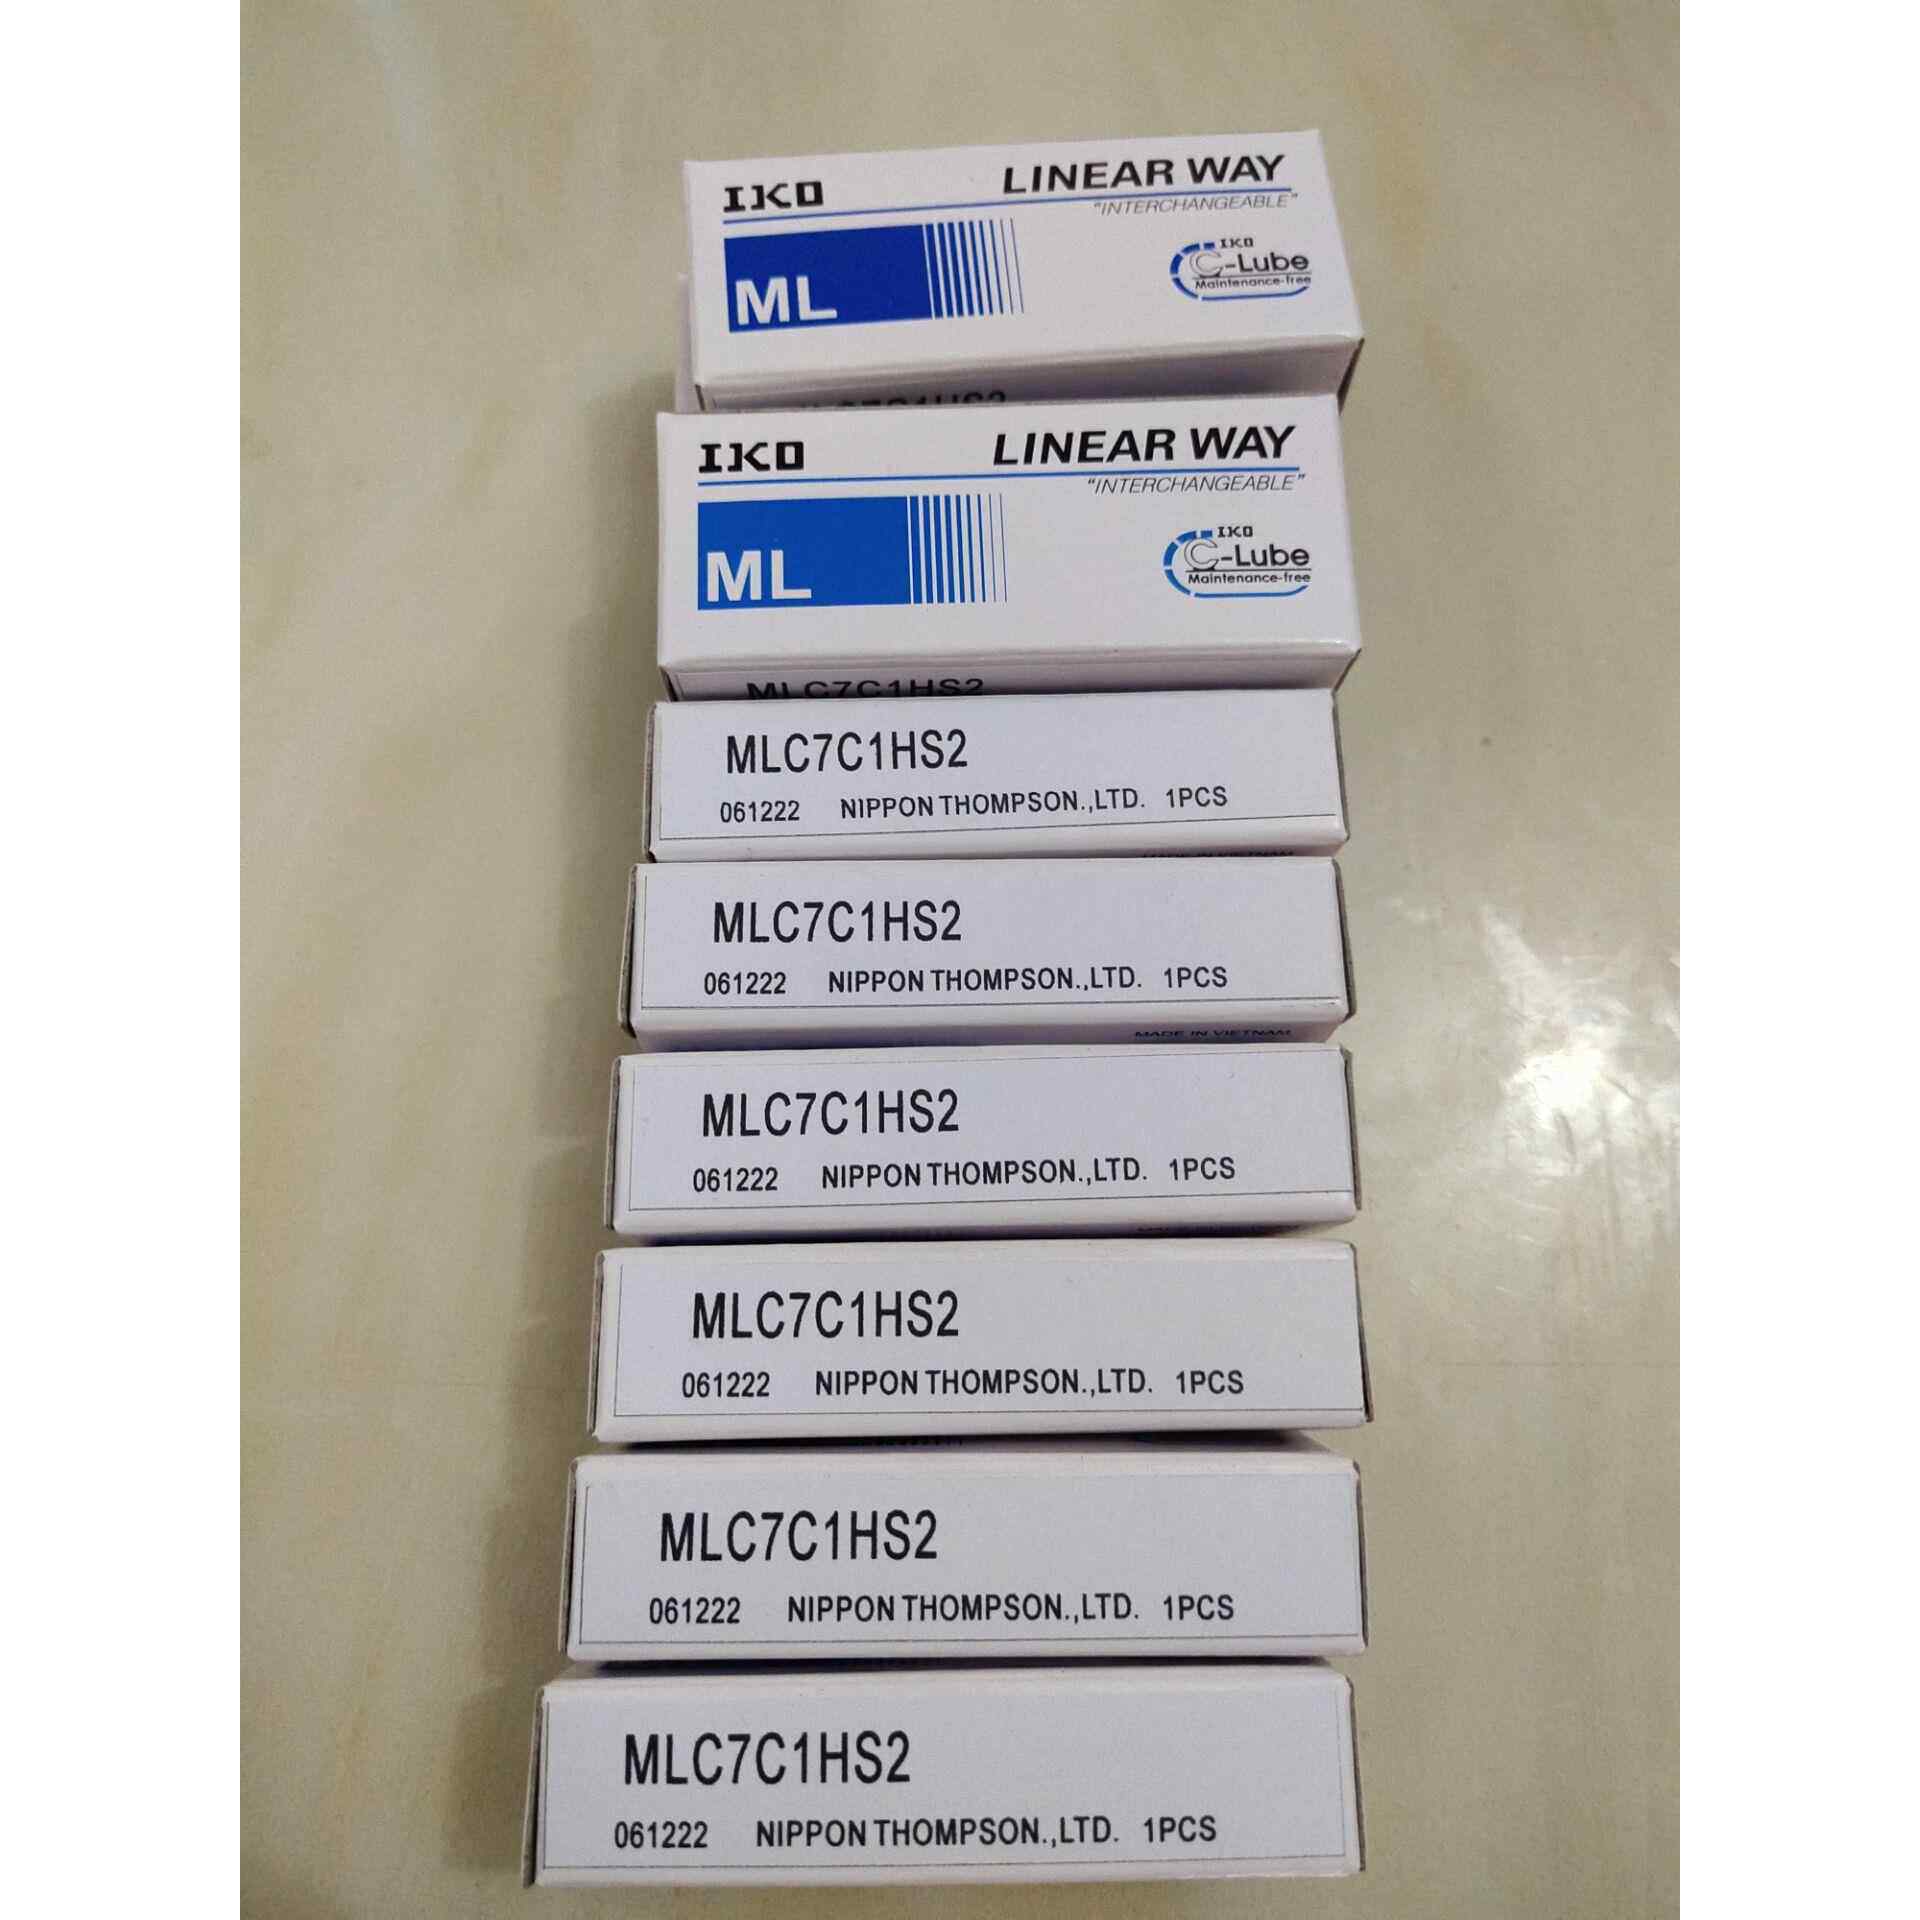 IKO LINEAR WAY
"INTERCHANGEABLE"
ML
IKO
C-Lube
Maintenance-free
IKO LINEAR WAY
"INTERCHANGEABLE"
ML
IKO
C-Lube
Maintenance-free
MLC7C1HS2
MLC7C1HS2
061222 NIPPON THOMPSON.,LTD. 1PCS
MLC7C1HS2
061222 NIPPON THOMPSON.,LTD. 1PCS
MADE IN VIETNAM
MLC7C1HS2
061222 NIPPON THOMPSON.,LTD. 1PCS
MLC7C1HS2
061222 NIPPON THOMPSON.,LTD. 1PCS
MLC7C1HS2
061222 NIPPON THOMPSON.,LTD. 1PCS
MLC7C1HS2
061222 NIPPON THOMPSON.,LTD. 1PCS